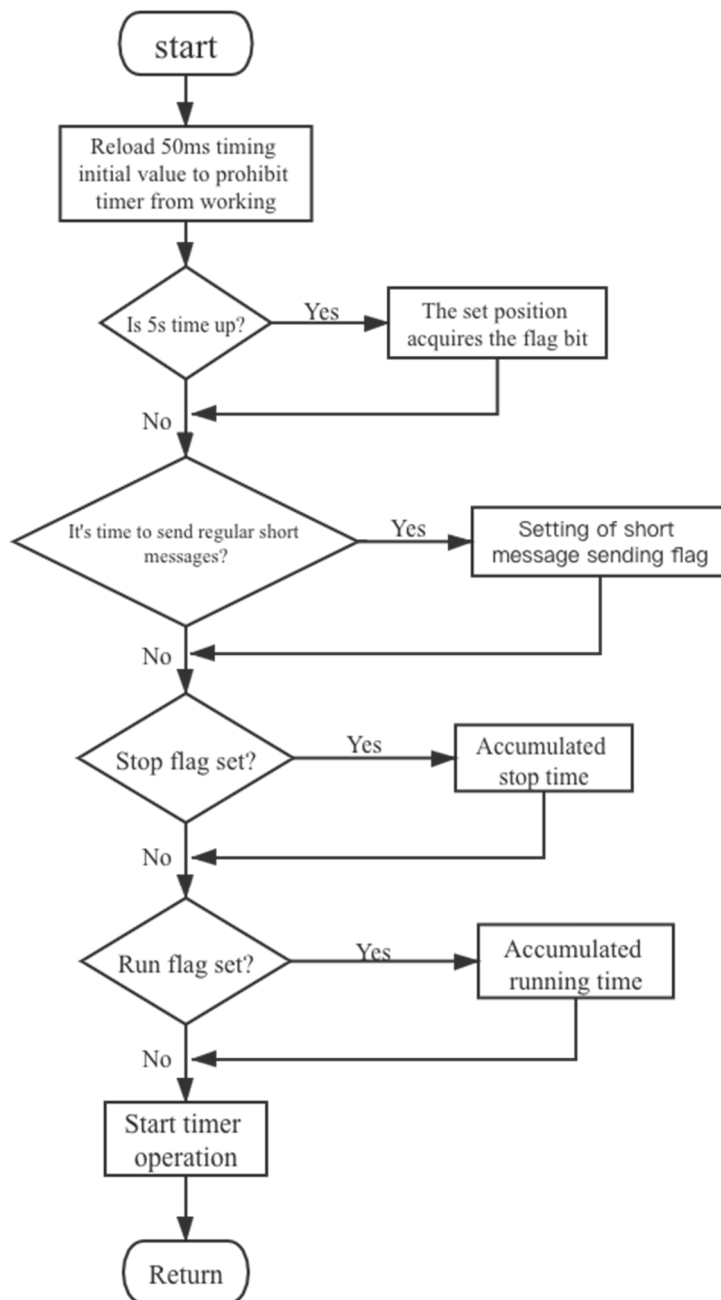 start
Reload 50ms timing
initial value to prohibit
timer from working
Is 5s time up?
Yes
The set position
acquires the flag bit
No
It's time to send regular short
messages?
Yes
Setting of short
message sending flag
No
Stop flag set?
Yes
Accumulated
stop time
No
Run flag set?
Yes
Accumulated
running time
No
Start timer
operation
Return